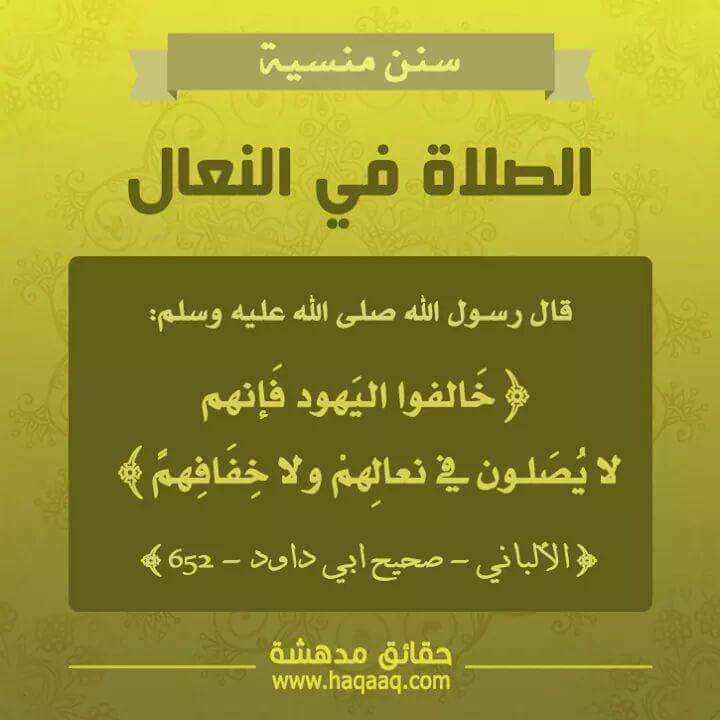 سنن منسية
الصلاة في النعال
قال رسول الله صلى الله عليه وسلم:
﴿ خَالفوا اليَهود فَإنهم
لا يُصَلون في نعالِهمْ ولا خِفَافِهمً ﴾
﴿ الألباني – صحيح ابي داود – 652 ﴾
حقائق مدهشة
www.haqaaq.com